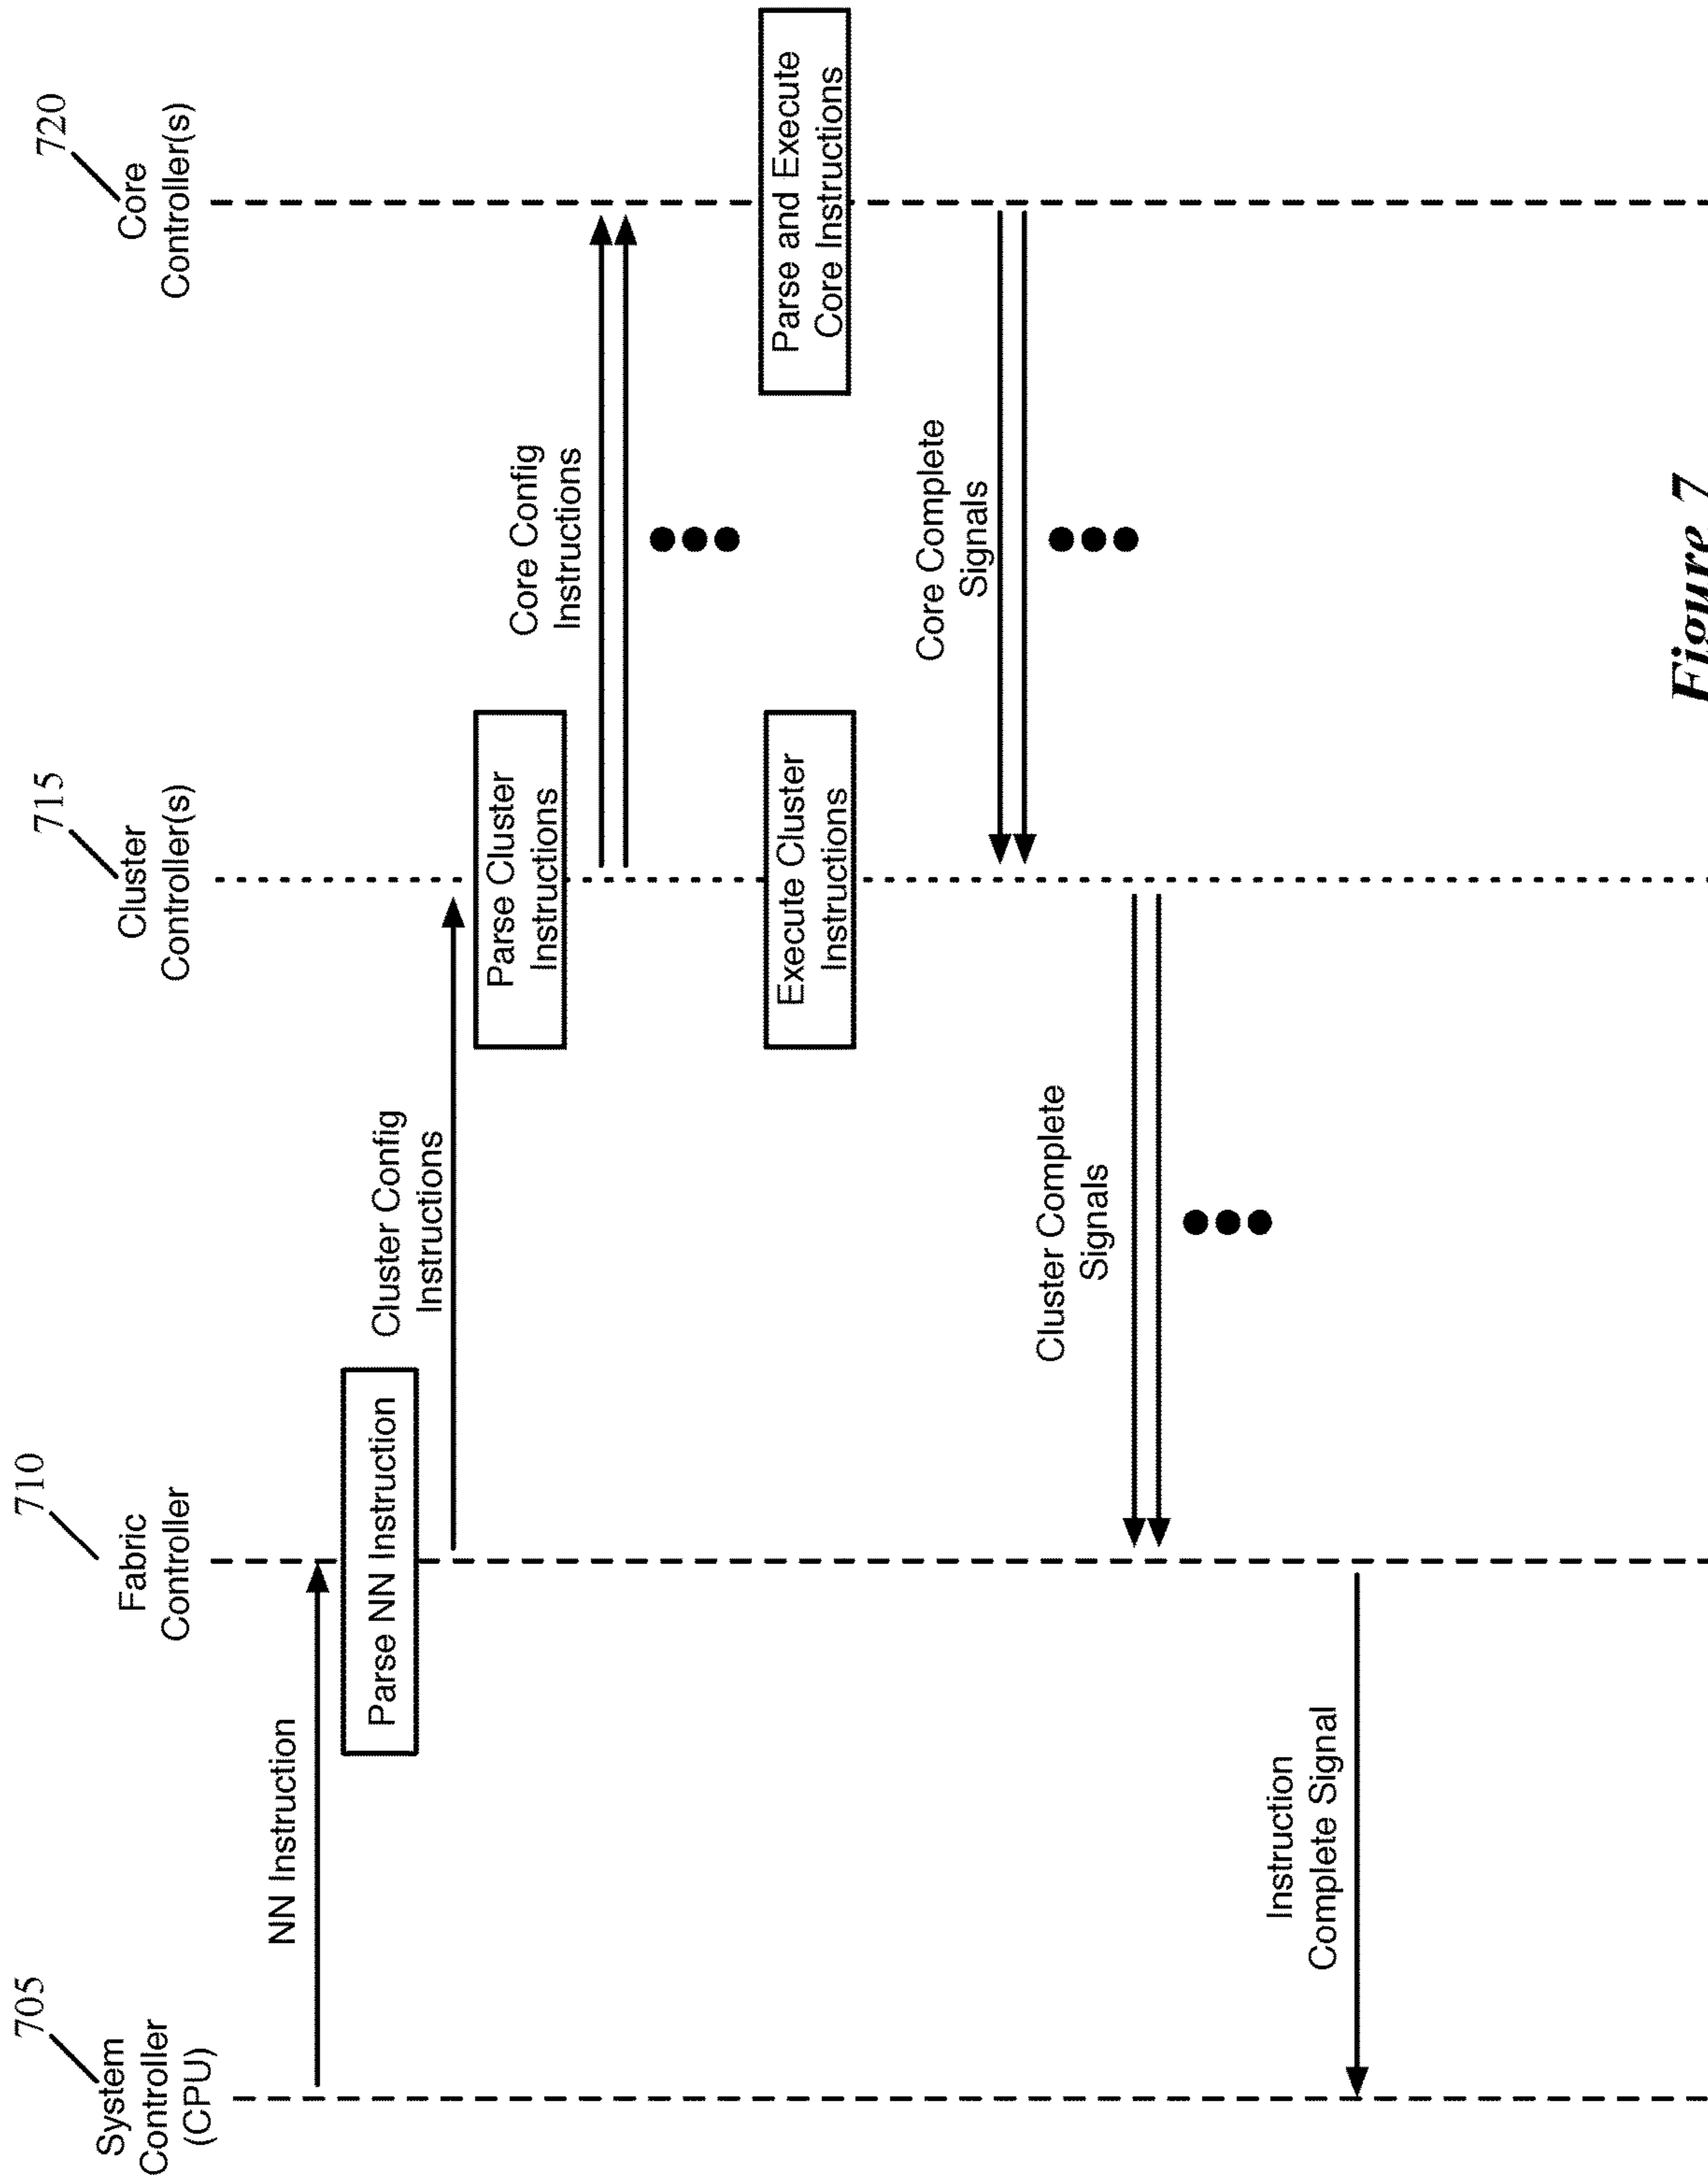 705
System
Controller
(CPU)
710
Fabric
Controller
715
Cluster
Controller(s)
720
Core
Controller(s)
NN Instruction
Parse NN Instruction
Cluster Config
Instructions
Parse Cluster
Instructions
Core Config
Instructions
Execute Cluster
Instructions
Parse and Execute
Core Instructions
Core Complete
Signals
Cluster Complete
Signals
Instruction
Complete Signal
Figure 7